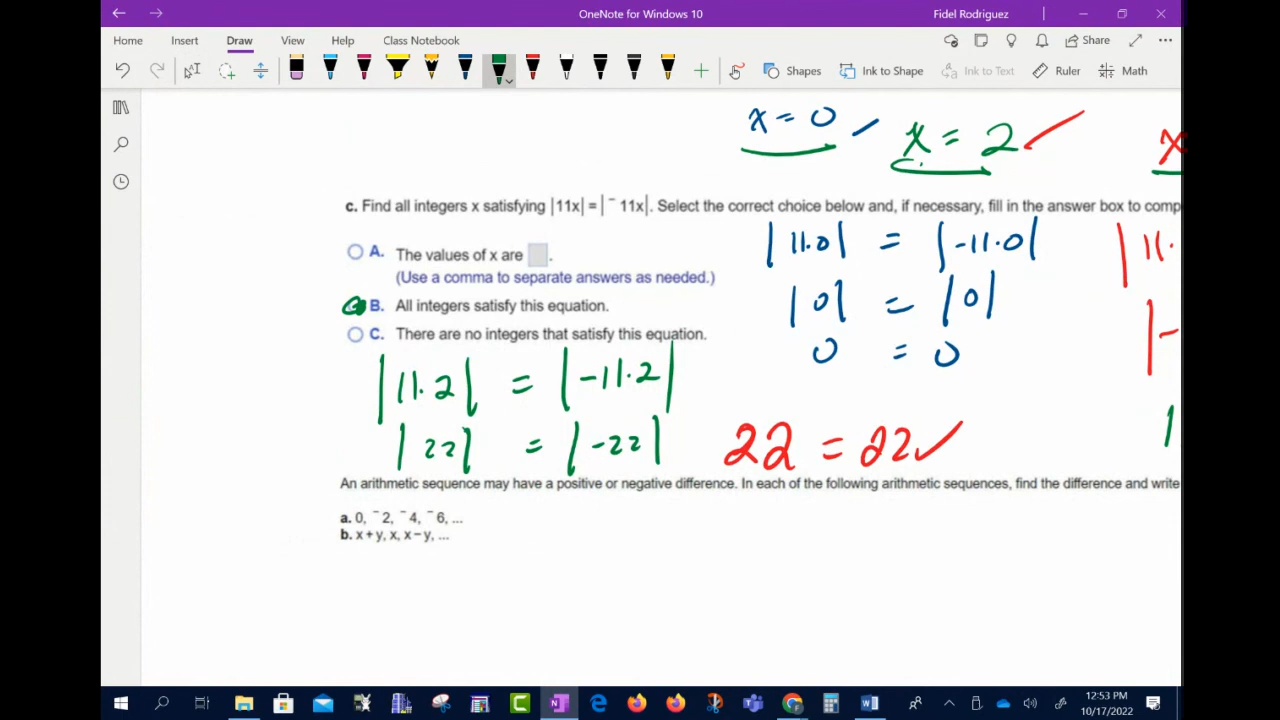 OneNote for Windows 10
Fidel Rodriguez
Home Insert Draw View Help Class Notebook
Share
Shapes Ink to Shape Ink to Text Ruler Math
x = 0 x = 2 x
c. Find all integers x satisfying |11x| = |⁻11x|. Select the correct choice below and, if necessary, fill in the answer box to comp
|11.0| = |-11.0| |11.
A. The values of x are .
(Use a comma to separate answers as needed.)
B. All integers satisfy this equation.
|0| = |0| |-
C. There are no integers that satisfy this equation.
0 = 0
|11.2| = |-11.2|
|22| = |-22| 22 = 22 ✓
An arithmetic sequence may have a positive or negative difference. In each of the following arithmetic sequences, find the difference and write
a. 0, ⁻2, ⁻4, ⁻6, ...
b. x + y, x, x − y, ...
12:53 PM
10/17/2022